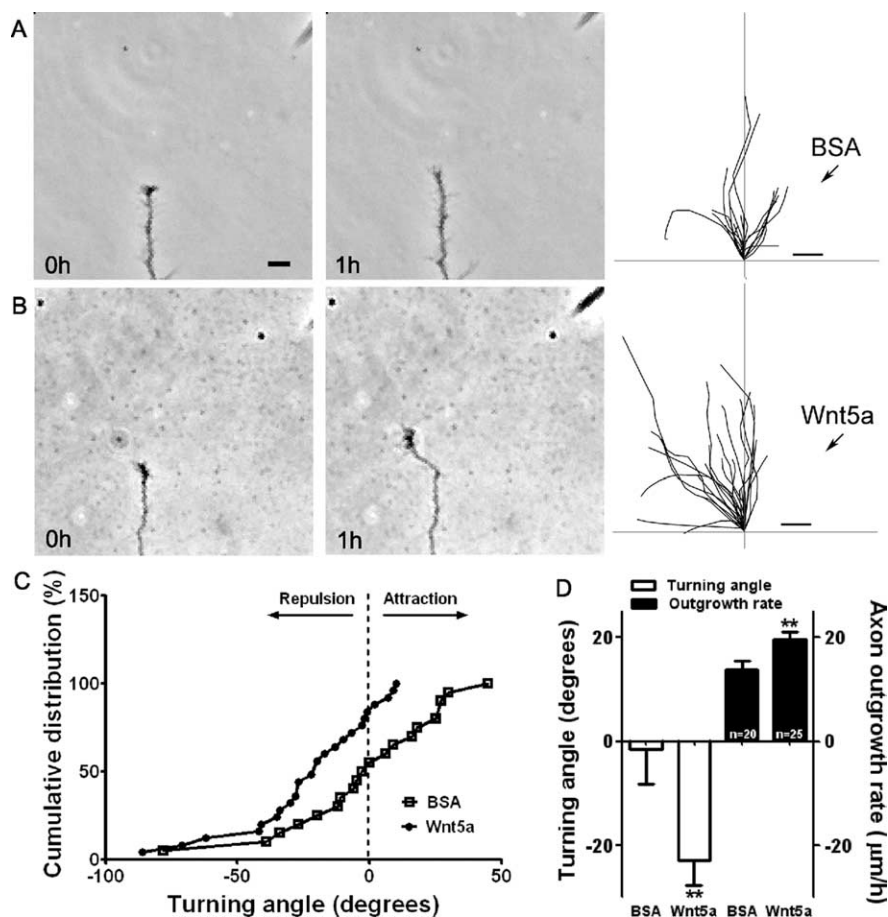 A
0h
1h
BSA
B
0h
1h
Wnt5a
C
Cumulative distribution (%)
150
100
50
0
-100
-50
0
50
Repulsion
Attraction
BSA
Wnt5a
Turning angle (degrees)
D
Turning angle
Outgrowth rate
Turning angle (degrees)
20
0
-20
**
n=20
n=25
**
BSA
Wnt5a
BSA
Wnt5a
20
0
-20
Axon outgrowth
rate ( μm/h)